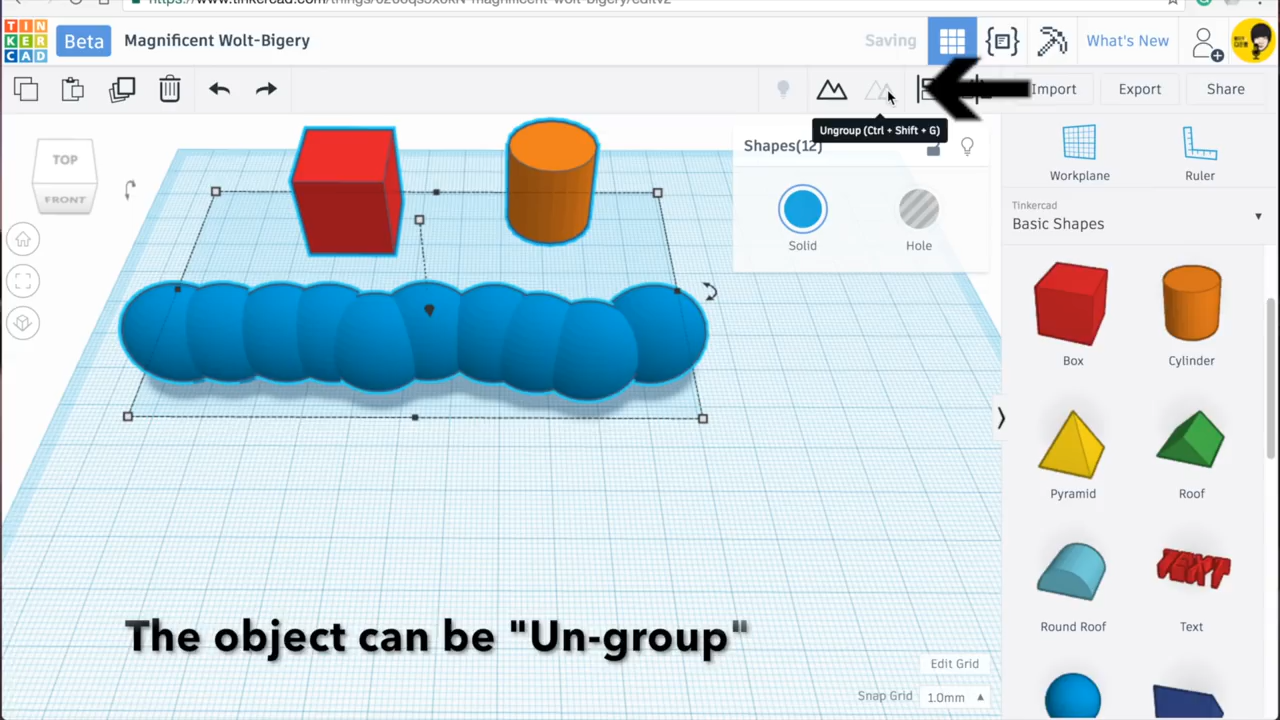 TIN
KER
CAD
Beta
Magnificent Wolt-Bigery
Saving
What's New
Import
Export
Share
Ungroup (Ctrl + Shift + G)
Shapes(12)
Solid
Hole
TOP
FRONT
Workplane
Ruler
Tinkercad
Basic Shapes
Box
Cylinder
Pyramid
Roof
Round Roof
TEXT
Text
The object can be "Un-group"
Edit Grid
Snap Grid
1.0mm